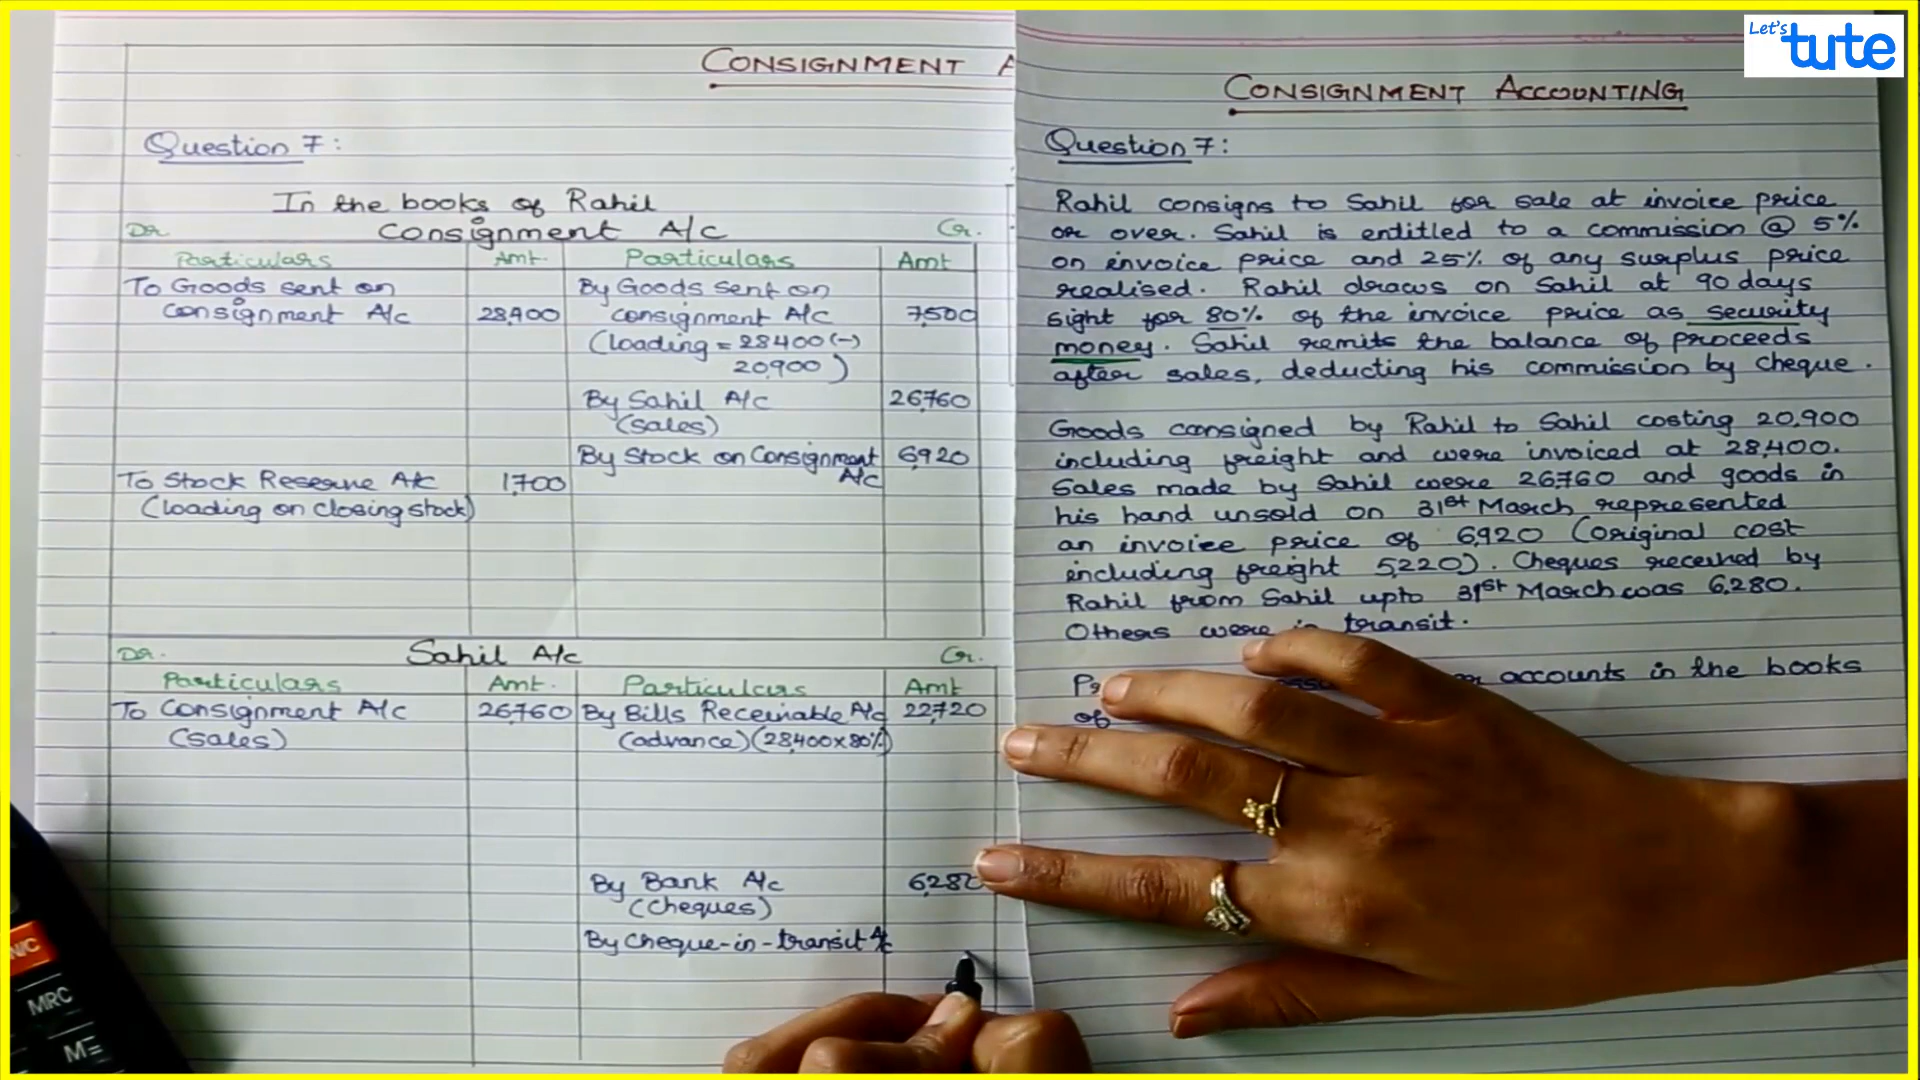 Let's tute
CONSIGNMENT A
Question 7:
In the books of Rahil
Dr Consignment A/c Cr.
Particulars Amt. Particulars Amt
To Goods sent on By Goods sent on
consignment A/c 28,400 consignment A/c 7,500
(loading = 28400 (-)
20,900)
By Sahil A/c 26,760
(sales)
By Stock on Consignment 6,920
A/c
To Stock Reserve A/c 1,700
(loading on closing stock)
Dr. Sahil A/c Cr.
Particulars Amt. Particulars Amt
To Consignment A/c 26,760 By Bills Receivable A/c 22,720
(sales) (advance) (28,400x80%)
By Bank A/c 6,280
(cheques)
By cheque-in-transit A/c
CONSIGNMENT ACCOUNTING
Question 7:
Rahil consigns to Sahil for sale at invoice price
or over. Sahil is entitled to a commission @ 5%
on invoice price and 25% of any surplus price
realised. Rahil draws on Sahil at 90 days
sight for 80% of the invoice price as security
money. Sahil remits the balance of proceeds
after sales, deducting his commission by cheque.
Goods consigned by Rahil to Sahil costing 20,900
including freight and were invoiced at 28,400.
Sales made by Sahil were 26760 and goods in
his hand unsold on 31st March represented
an invoice price of 6,920 (original cost
including freight 5,220). Cheques received by
Rahil from Sahil upto 31st March was 6,280.
Others were in transit.
accounts in the books
of
MRC
M=